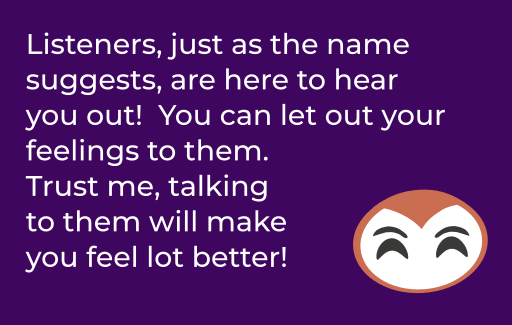 Listeners, just as the name
suggests, are here to hear
you out!  You can let out your
feelings to them.
Trust me, talking
to them will make
you feel lot better!